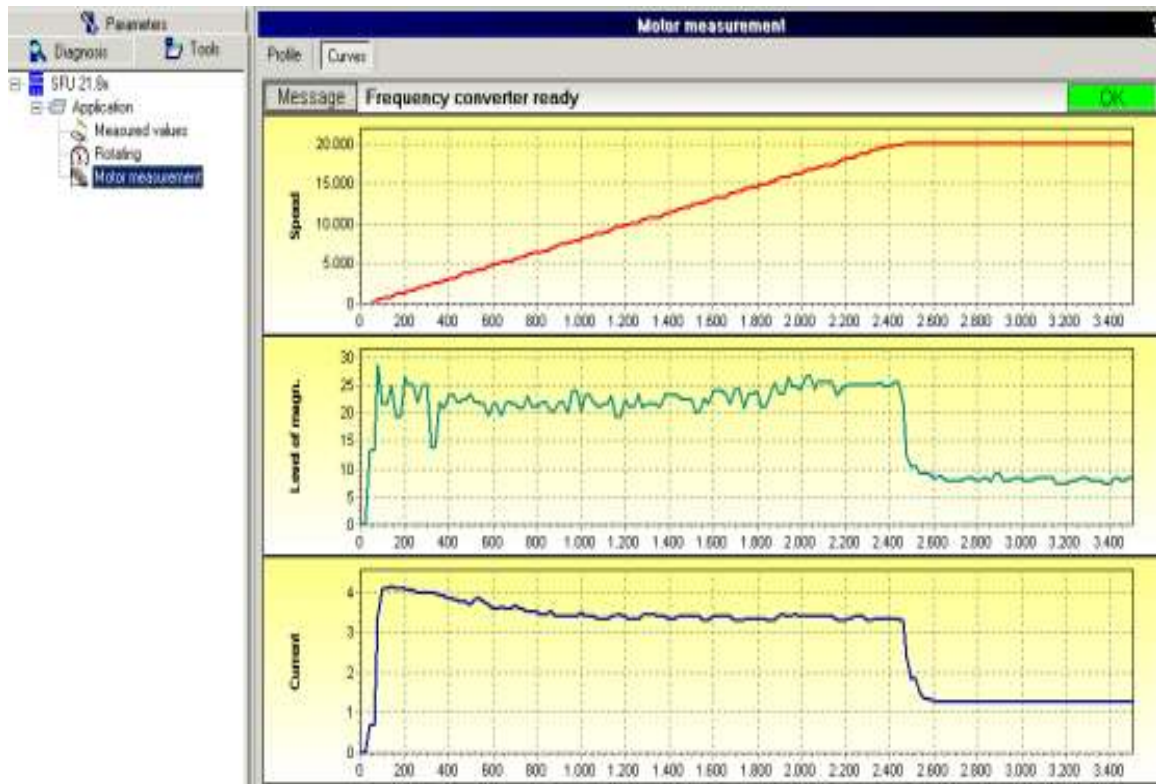 Parameters
Diagnosis
Tools
SFU 21.8x
Application
Measured values
Rotating
Motor measurement
Motor measurement
Profile
Curves
Message
Frequency converter ready
OK
Speed
20.000
15.000
10.000
5.000
0
0 200 400 600 800 1.000 1.200 1.400 1.600 1.800 2.000 2.200 2.400 2.600 2.800 3.000 3.200 3.400
Level of magn.
30
25
20
15
10
5
0
0 200 400 600 800 1.000 1.200 1.400 1.600 1.800 2.000 2.200 2.400 2.600 2.800 3.000 3.200 3.400
Current
4
3
2
1
0
0 200 400 600 800 1.000 1.200 1.400 1.600 1.800 2.000 2.200 2.400 2.600 2.800 3.000 3.200 3.400